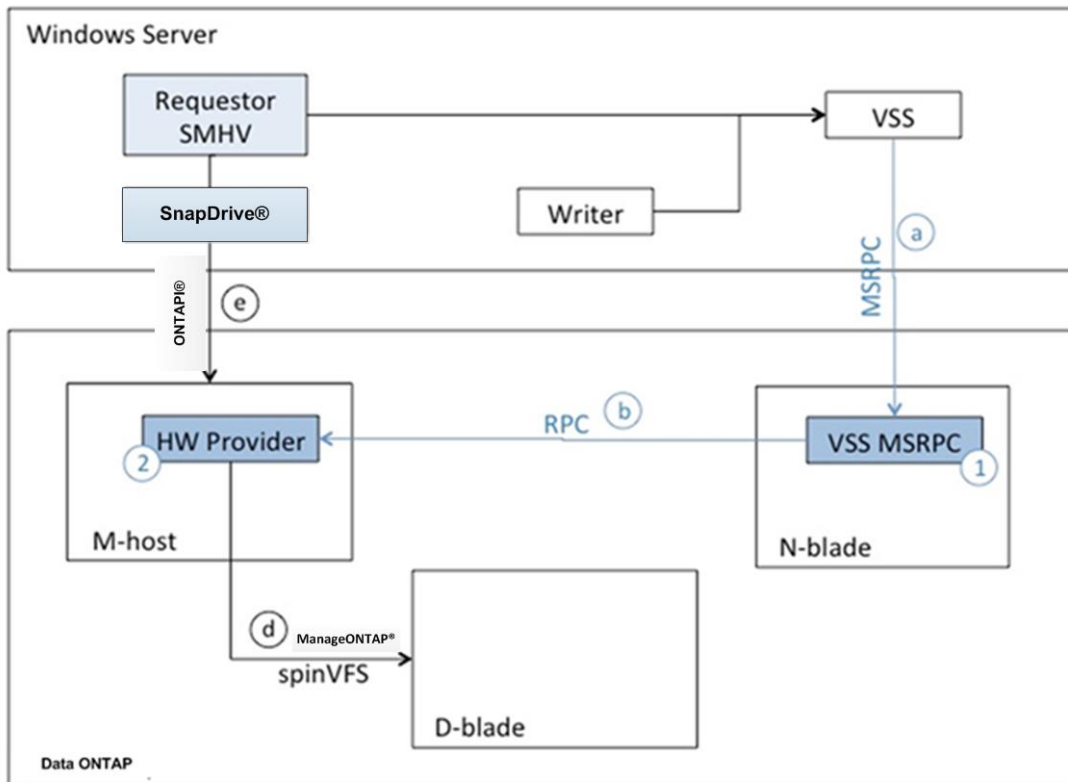 Windows Server
Requestor
SMHV
VSS
SnapDrive®
Writer
a
MSRPC
ONTAPI®
e
RPC
b
HW Provider
2
VSS MSRPC
1
M-host
N-blade
d
ManageONTAP®
spinVFS
D-blade
Data ONTAP